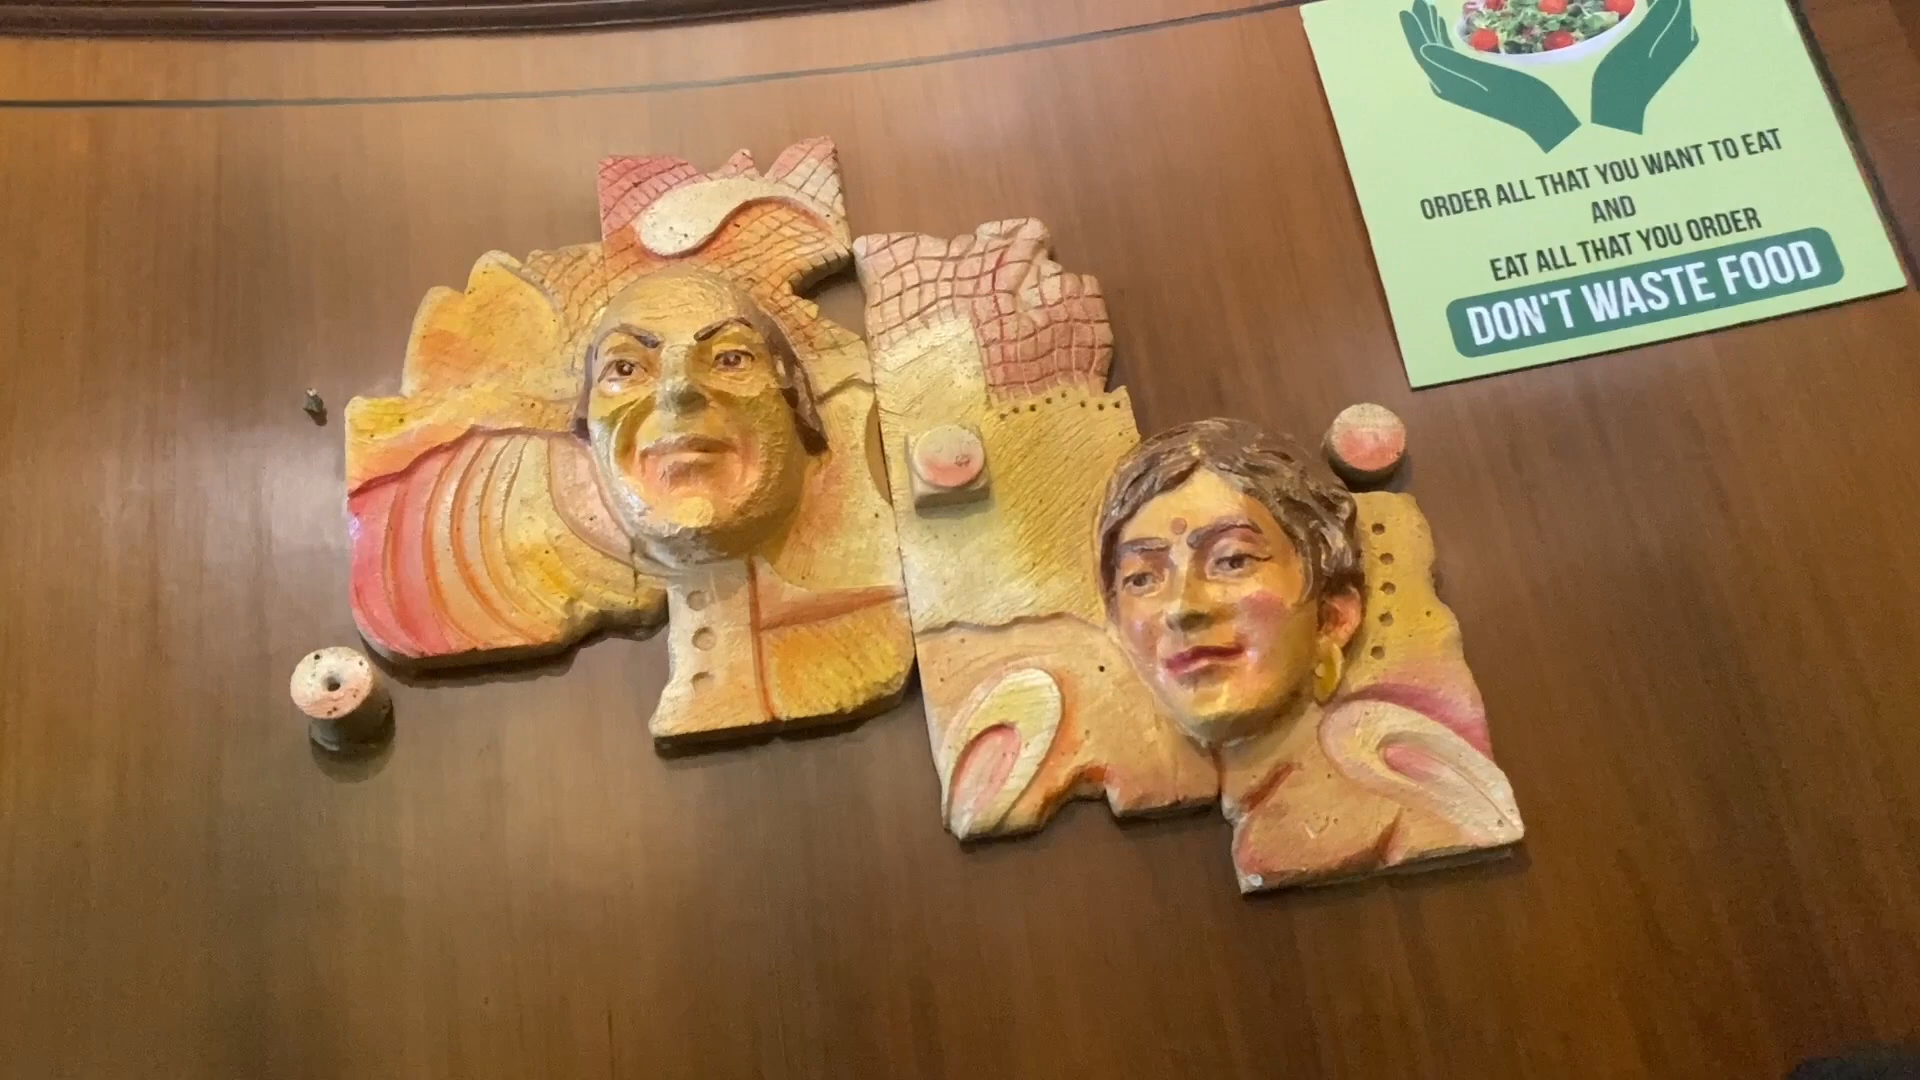 ORDER ALL THAT YOU WANT TO EAT
AND
EAT ALL THAT YOU ORDER
DON'T WASTE FOOD